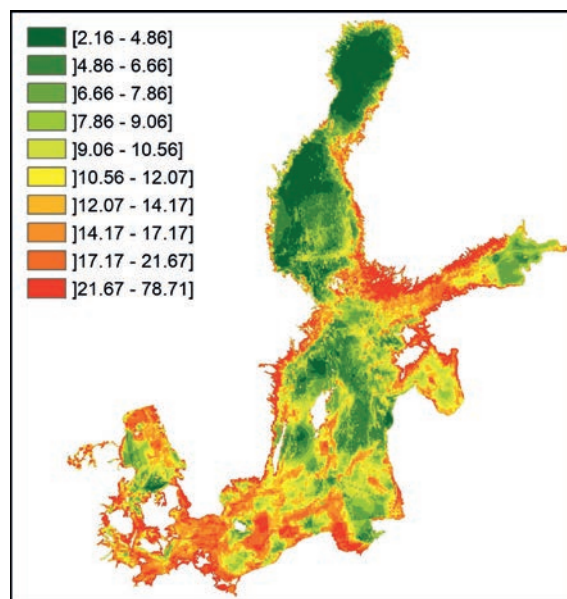 [2.16 - 4.86]
]4.86 - 6.66]
]6.66 - 7.86]
]7.86 - 9.06]
]9.06 - 10.56]
]10.56 - 12.07]
]12.07 - 14.17]
]14.17 - 17.17]
]17.17 - 21.67]
]21.67 - 78.71]